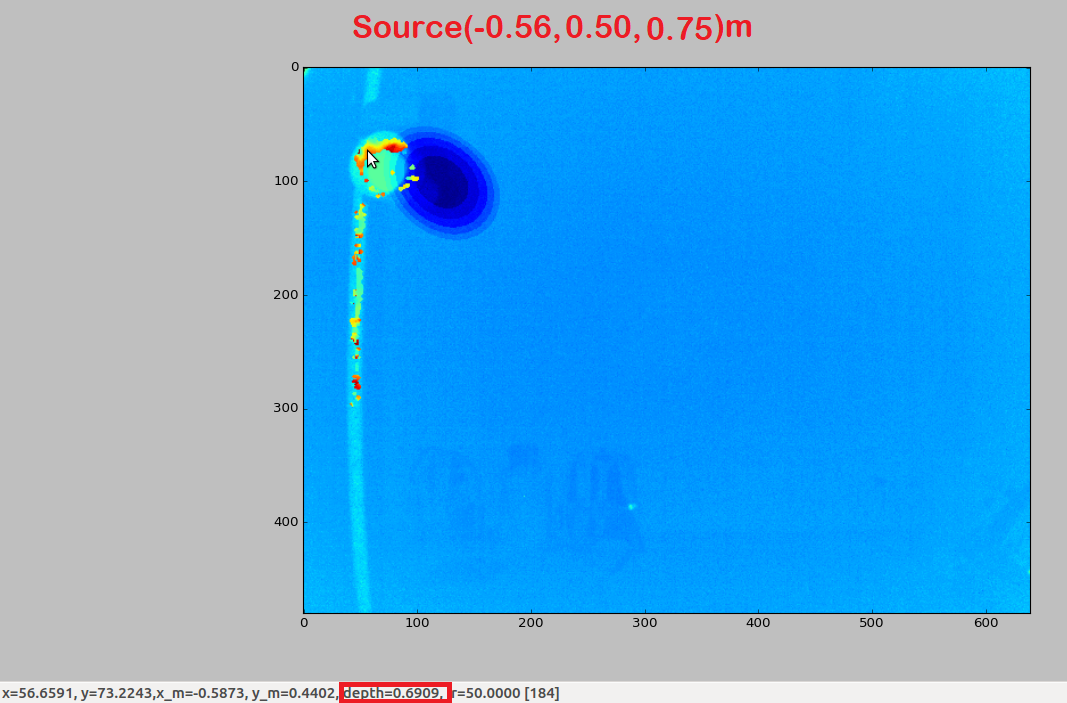 Source(-0.56, 0.50, 0.75)m
0
100
200
300
400
0 100 200 300 400 500 600
x=56.6591, y=73.2243,x_m=-0.5873, y_m=0.4402, depth=0.6909, r=50.0000 [184]